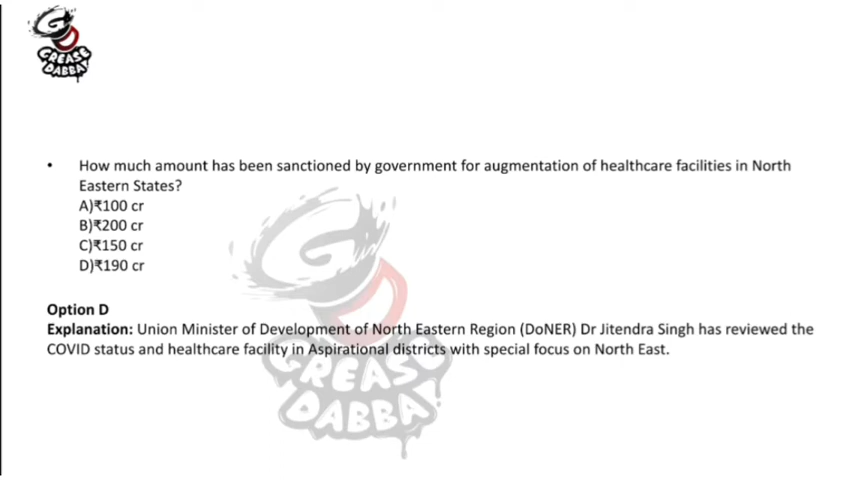 GREASE
DABBA
• How much amount has been sanctioned by government for augmentation of healthcare facilities in North
Eastern States?
A)₹100 cr
B)₹200 cr
C)₹150 cr
D)₹190 cr
Option D
Explanation: Union Minister of Development of North Eastern Region (DoNER) Dr Jitendra Singh has reviewed the
COVID status and healthcare facility in Aspirational districts with special focus on North East.
GREASE
DABBA